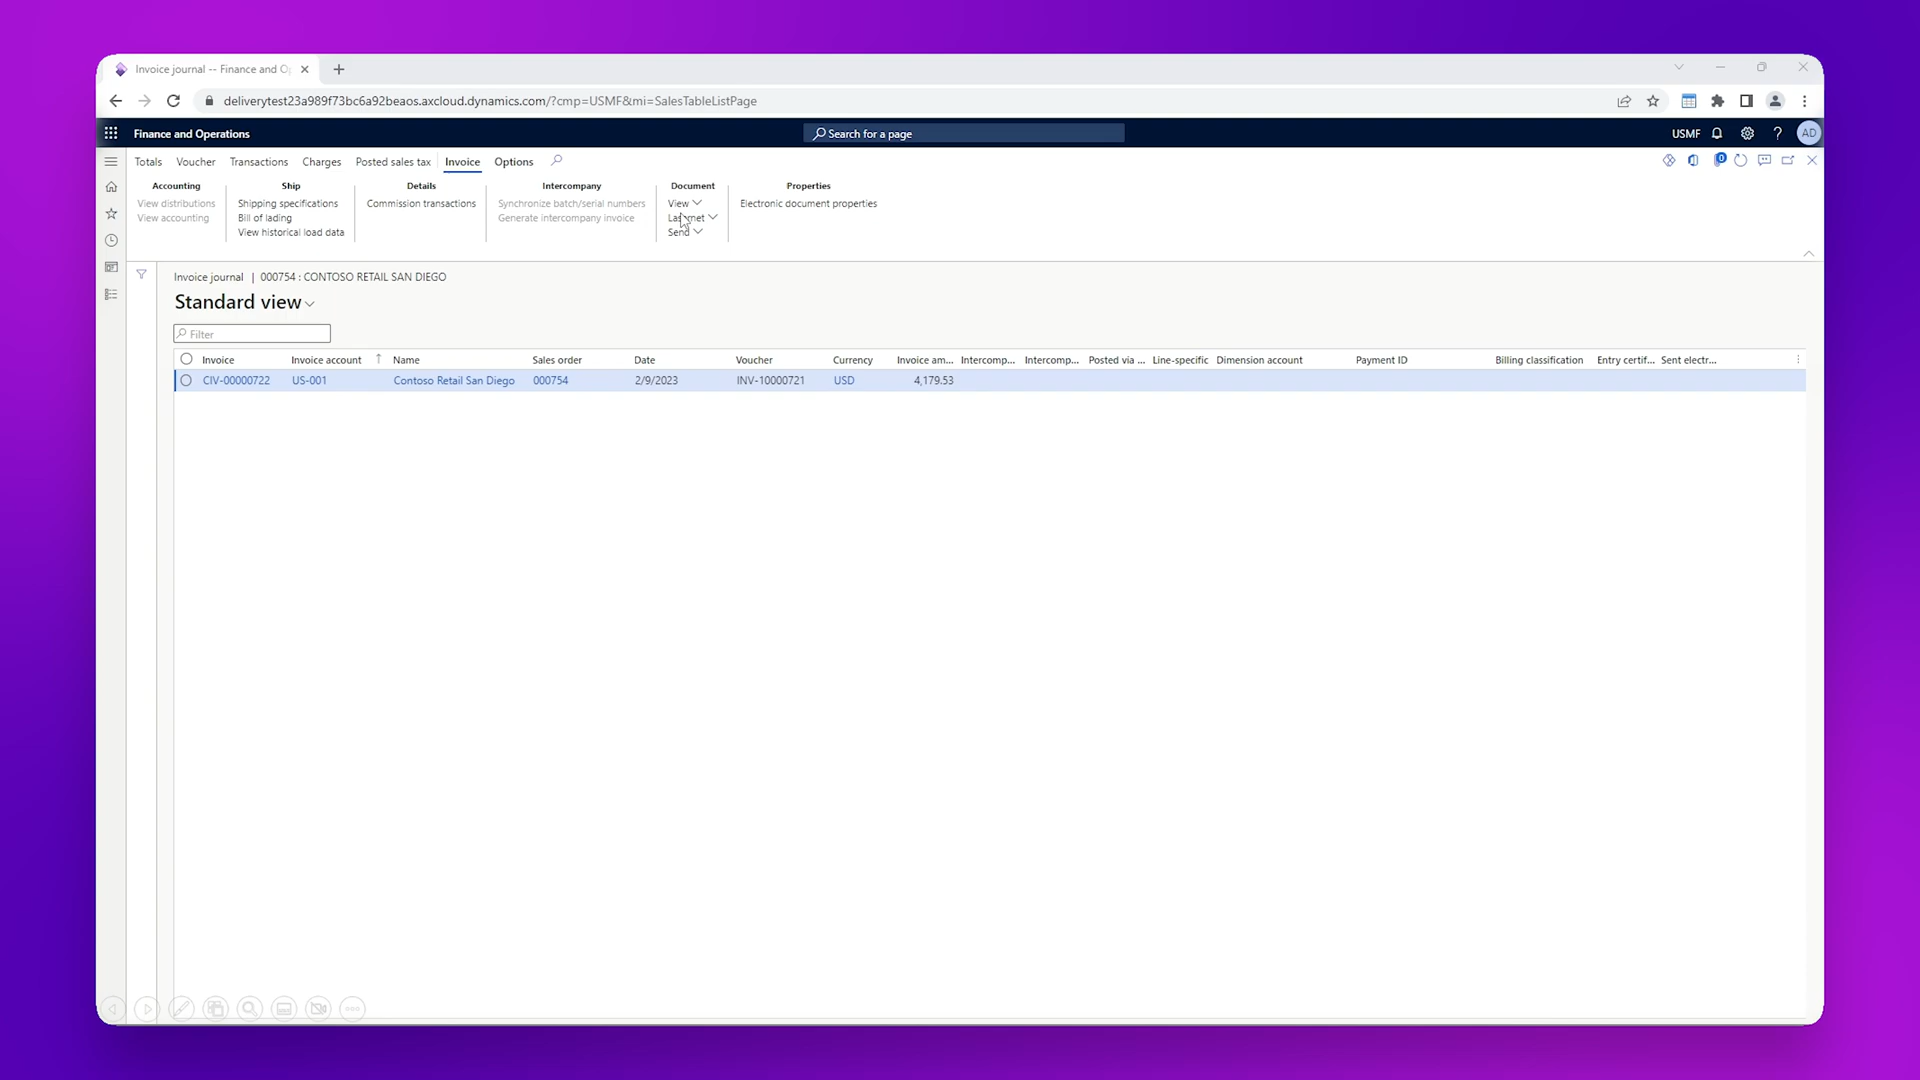 Invoice journal -- Finance and O
deliverytest23a989f73bc6a92beaos.axcloud.dynamics.com/?cmp=USMF&mi=SalesTableListPage
Finance and Operations
Search for a page
USMF
?
AD
Totals Voucher Transactions Charges Posted sales tax Invoice Options
0
Accounting Ship Details Intercompany Document Properties
View distributions Shipping specifications Commission transactions Synchronize batch/serial numbers View Electronic document properties
View accounting Bill of lading Generate intercompany invoice
View historical load data Send
Invoice journal | 000754 : CONTOSO RETAIL SAN DIEGO
Standard view
Filter
Invoice Invoice account Name Sales order Date Voucher Currency Invoice am... Intercomp... Intercomp... Posted via ... Line-specific Dimension account Payment ID Billing classification Entry certif... Sent electr...
CIV-00000722 US-001 Contoso Retail San Diego 000754 2/9/2023 INV-10000721 USD 4,179.53